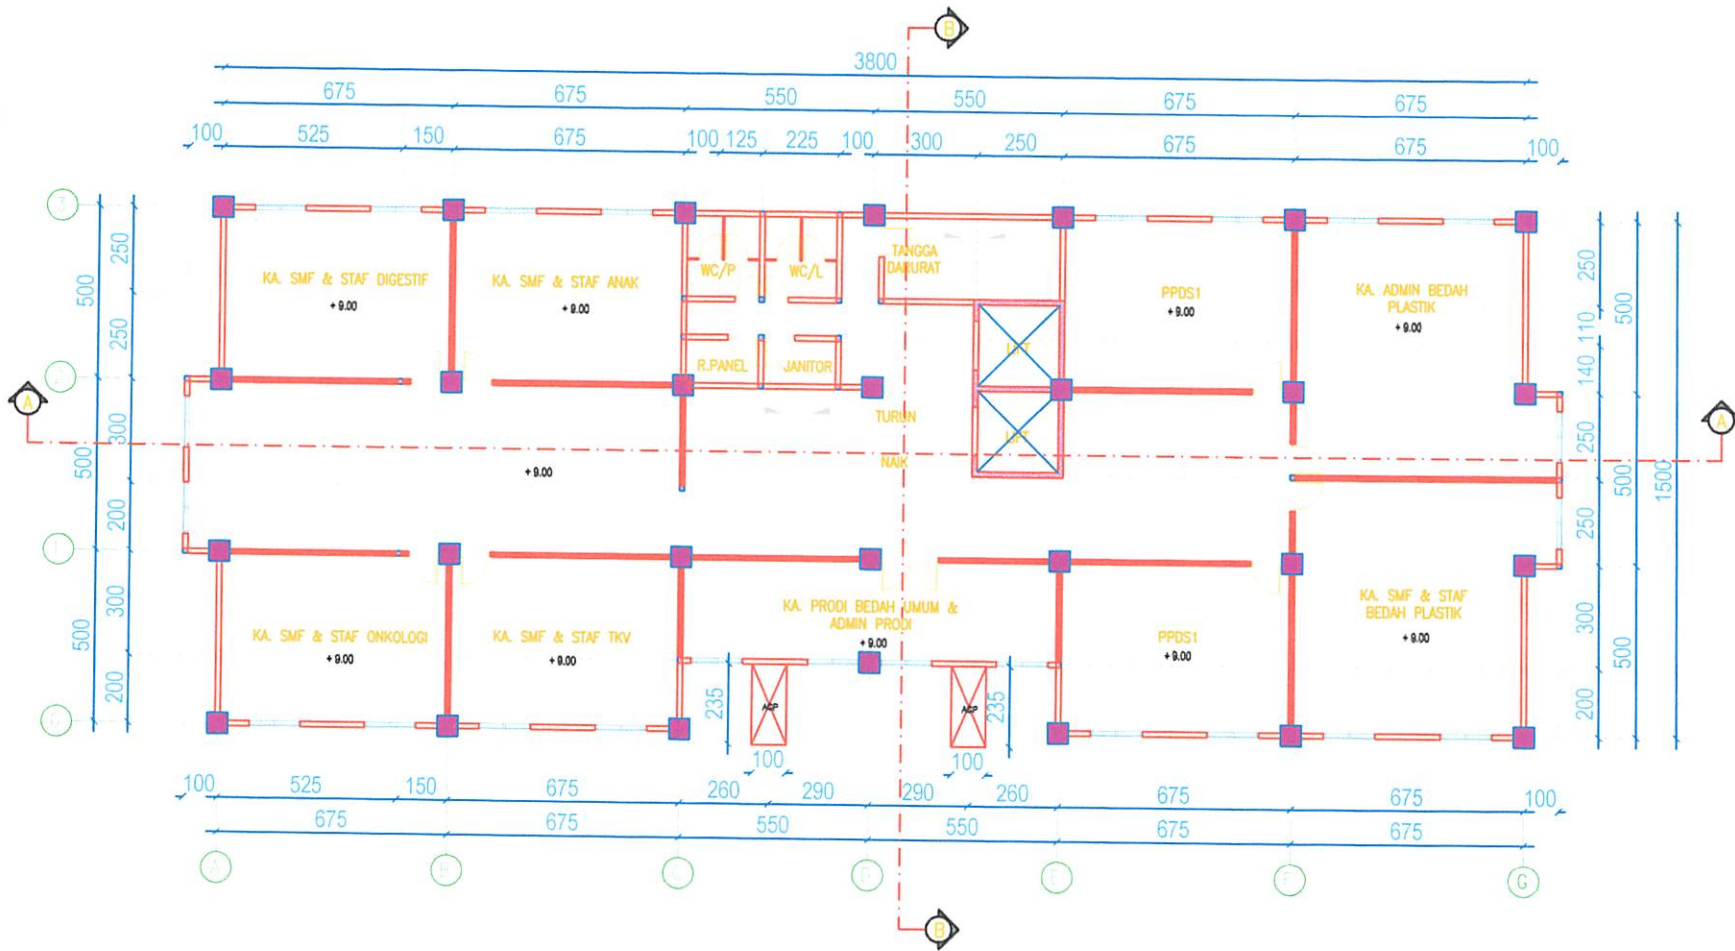 B
3800
675 675 550 550 675 675
100 525 150 675 100 125 225 100 300 250 675 675 100
3
250
500
250
2
300
500
200
1
300
500
200
A
A
KA. SMF & STAF DIGESTIF
+ 9.00
KA. SMF & STAF ANAK
+ 9.00
WC/P
WC/L
R.PANEL
JANITOR
TANGGA
DARURAT
LIFT
LIFT
TURUN
NAIK
PPDS1
+ 9.00
KA. ADMIN BEDAH
PLASTIK
+ 9.00
+ 9.00
KA. SMF & STAF ONKOLOGI
+ 9.00
KA. SMF & STAF TKV
+ 9.00
KA. PRODI BEDAH UMUM &
ADMIN PRODI
+ 9.00
PPDS1
+ 9.00
KA. SMF & STAF
BEDAH PLASTIK
+ 9.00
250
500
110
140
250
500
1500
250
300
500
200
235
ACP
100
ACP
235
100
100 525 150 675 260 290 290 260 675 675 100
675 675 550 550 675 675
A B C D E F G
B